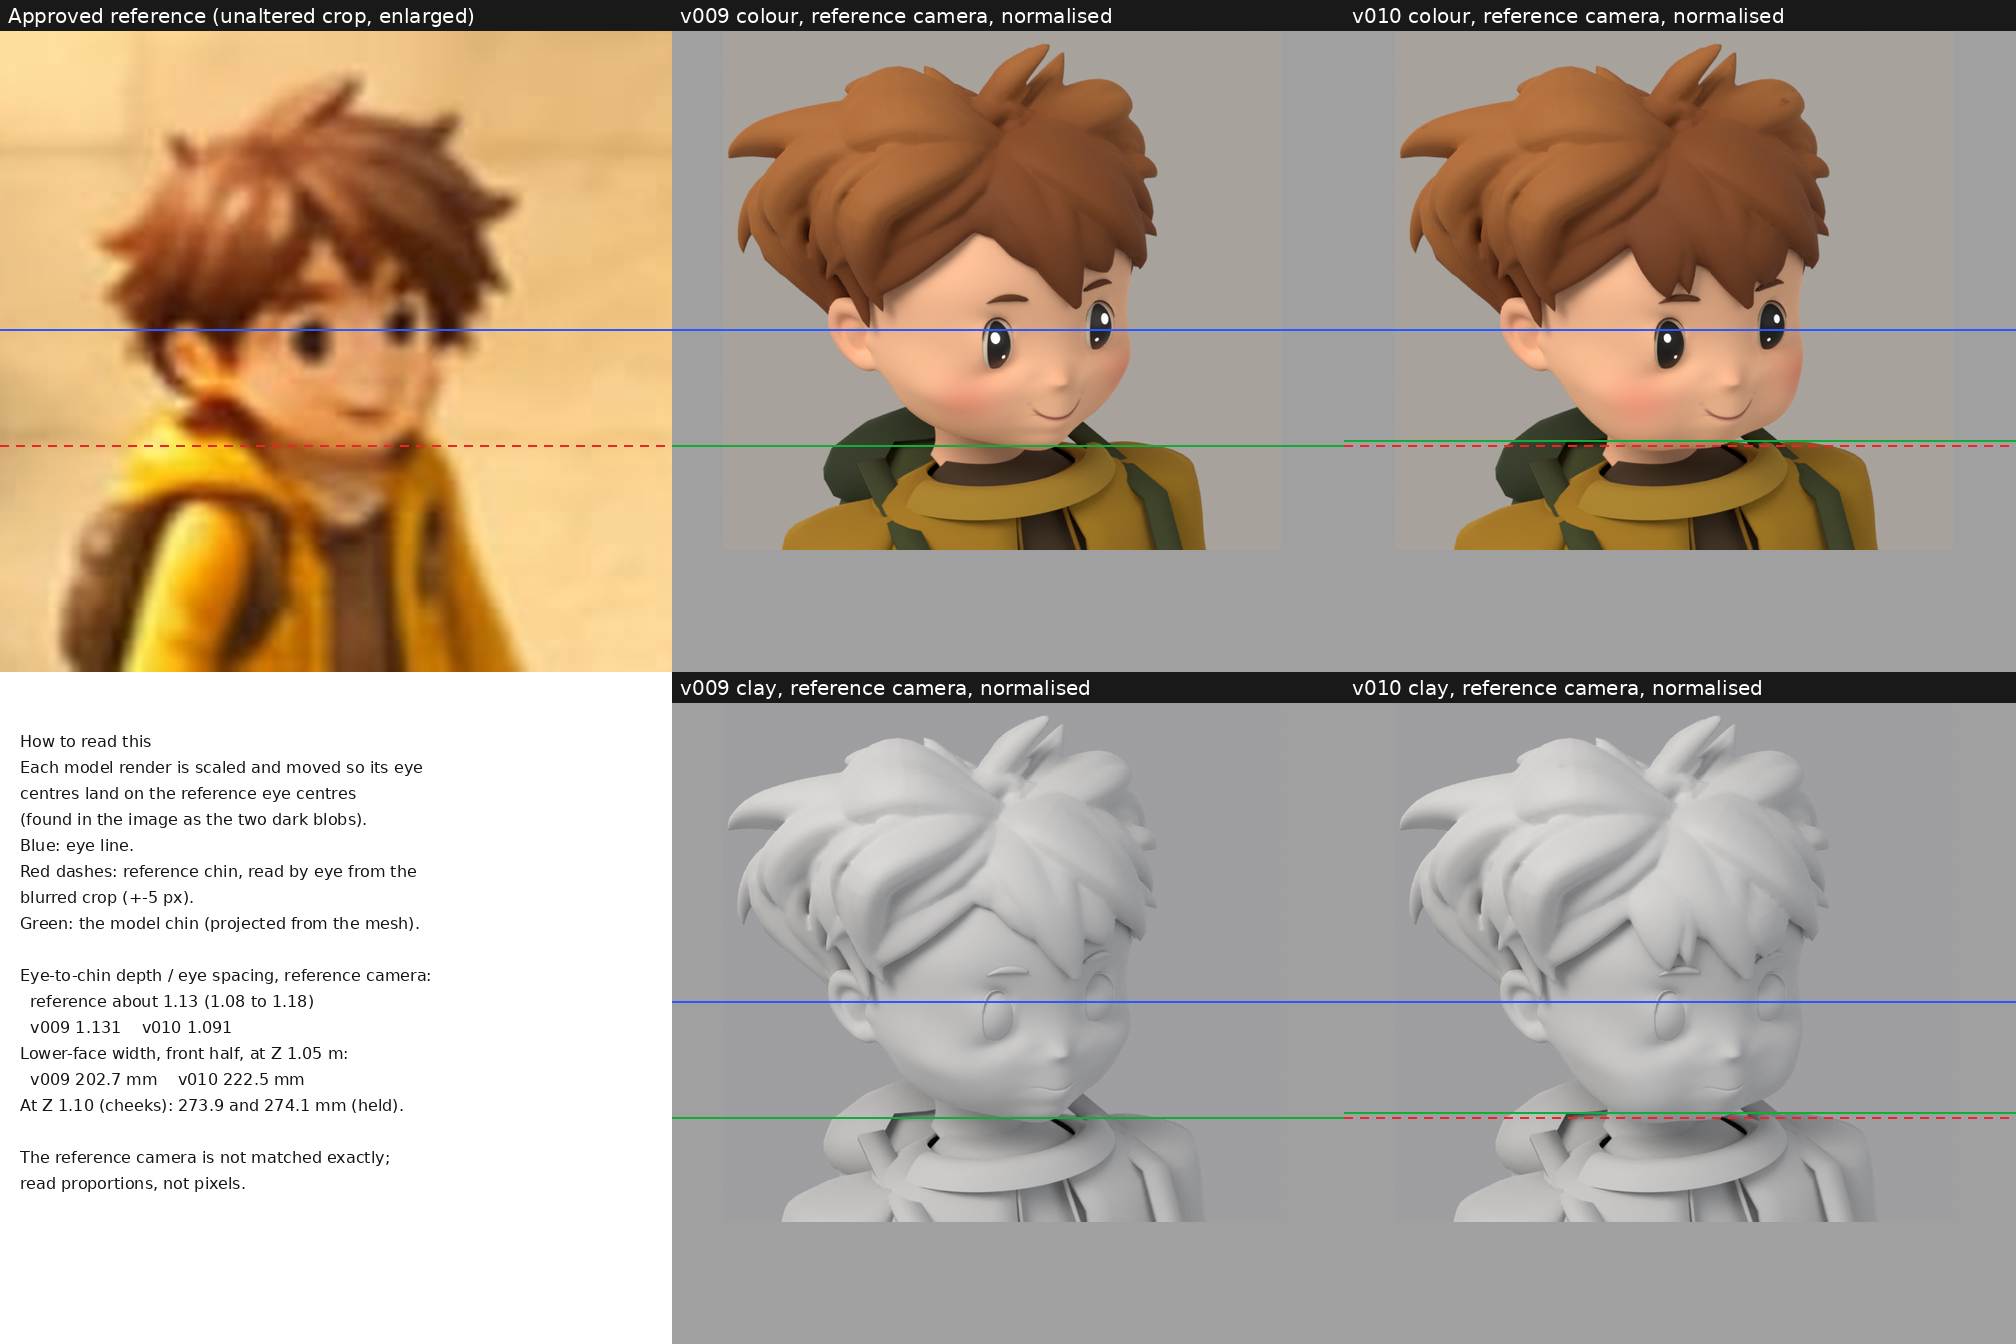 Approved reference (unaltered crop, enlarged)
v009 colour, reference camera, normalised
v010 colour, reference camera, normalised
v009 clay, reference camera, normalised
v010 clay, reference camera, normalised
How to read this
Each model render is scaled and moved so its eye
centres land on the reference eye centres
(found in the image as the two dark blobs).
Blue: eye line.
Red dashes: reference chin, read by eye from the
blurred crop (+-5 px).
Green: the model chin (projected from the mesh).
Eye-to-chin depth / eye spacing, reference camera:
reference about 1.13 (1.08 to 1.18)
v009 1.131 v010 1.091
Lower-face width, front half, at Z 1.05 m:
v009 202.7 mm v010 222.5 mm
At Z 1.10 (cheeks): 273.9 and 274.1 mm (held).
The reference camera is not matched exactly;
read proportions, not pixels.